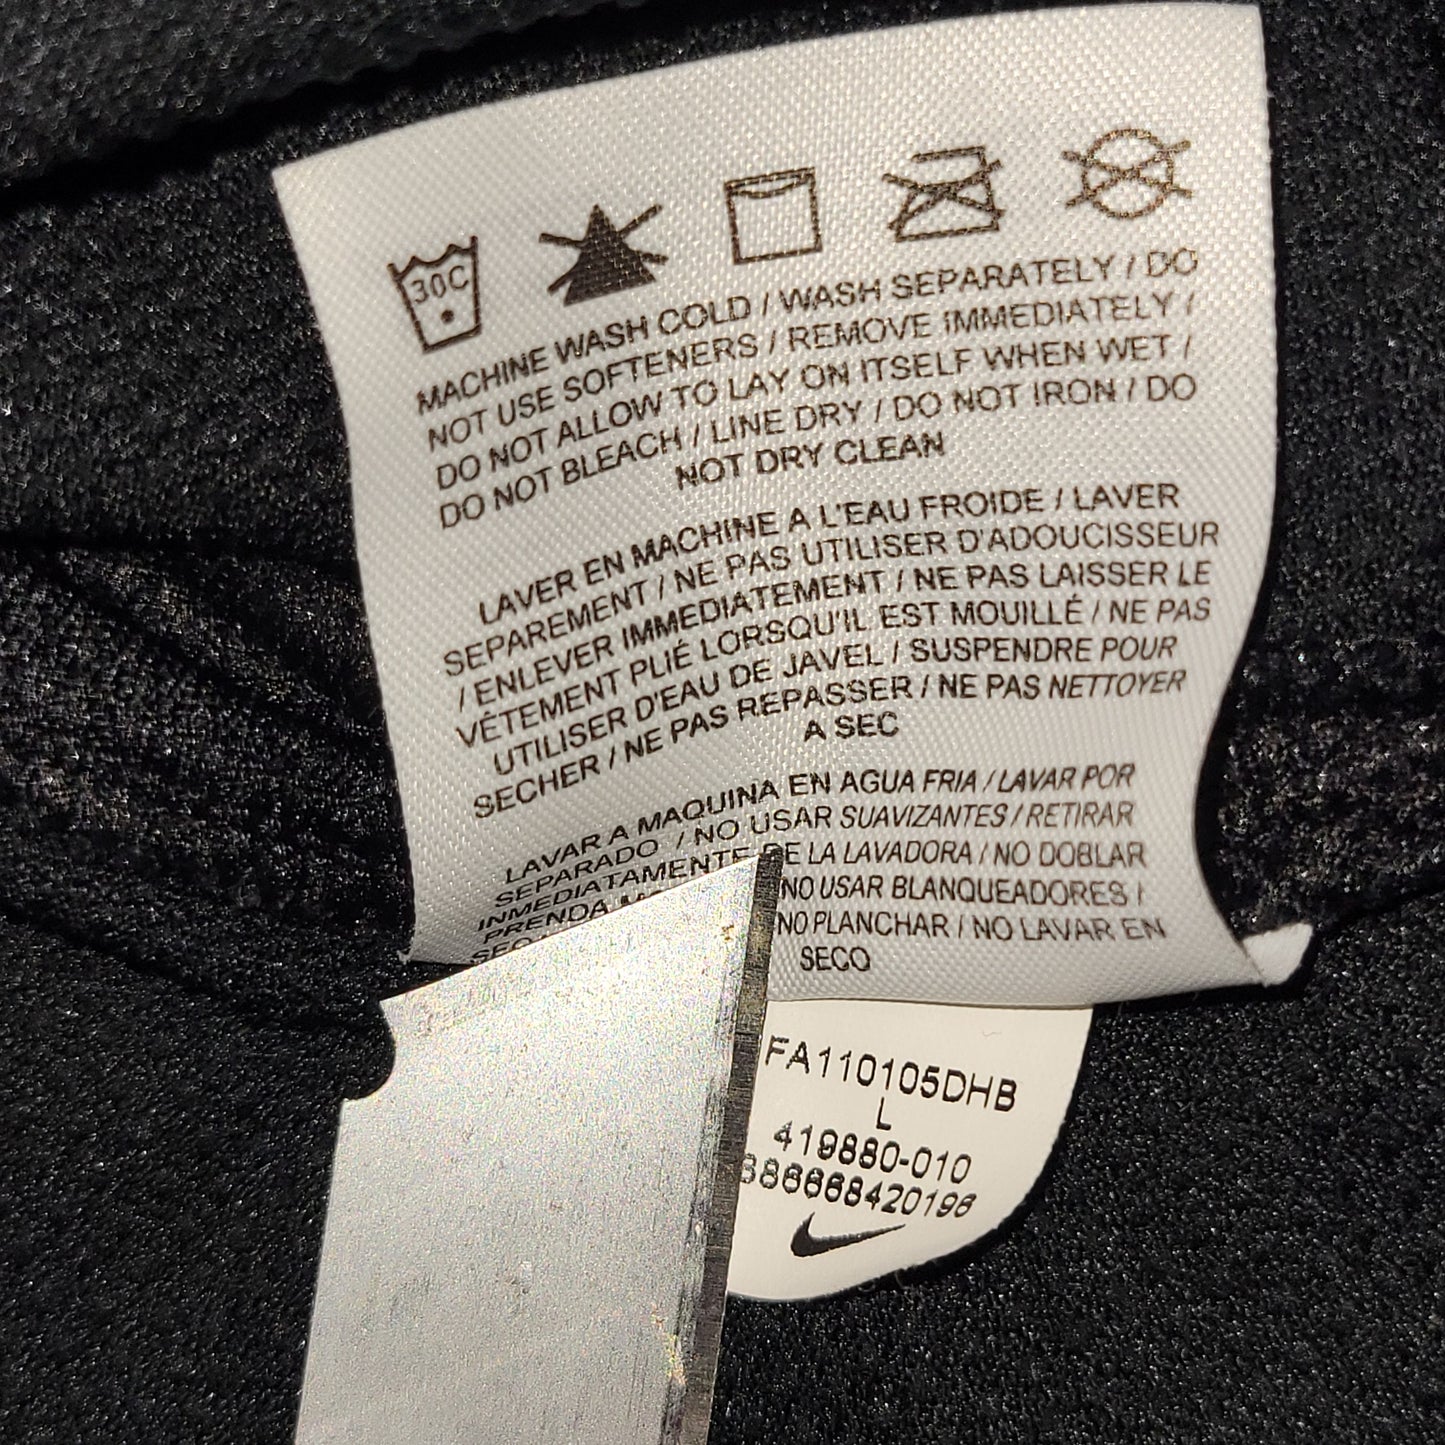 30C
MACHINE WASH COLD / WASH SEPARATELY / DO
NOT USE SOFTENERS / REMOVE IMMEDIATELY /
DO NOT ALLOW TO LAY ON ITSELF WHEN WET /
DO NOT BLEACH / LINE DRY / DO NOT IRON / DO
NOT DRY CLEAN
LAVER EN MACHINE A L'EAU FROIDE / LAVER
SEPAREMENT / NE PAS UTILISER D'ADOUCISSEUR
/ ENLEVER IMMEDIATEMENT / NE PAS LAISSER LE
VÉTEMENT PLIÉ LORSQU'IL EST MOUILLÉ / NE PAS
UTILISER D'EAU DE JAVEL / SUSPENDRE POUR
SECHER / NE PAS REPASSER / NE PAS NETTOYER
A SEC
LAVAR A MAQUINA EN AGUA FRIA / LAVAR POR
SEPARADO / NO USAR SUAVIZANTES / RETIRAR
INMEDIATAMENTE DE LA LAVADORA / NO DOBLAR
PRENDA NO USAR BLANQUEADORES /
NO PLANCHAR / NO LAVAR EN
SECO
FA110105DHB
L
419880-010